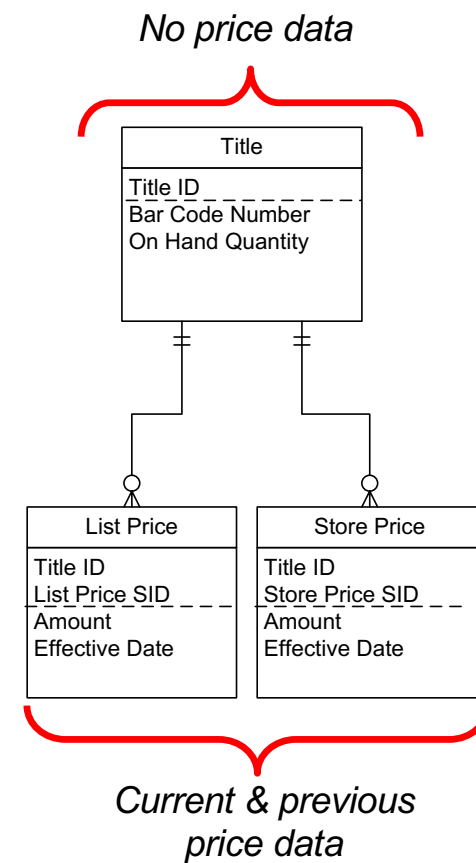 No price data
Title
Title ID
Bar Code Number
On Hand Quantity
List Price
Title ID
List Price SID
Amount
Effective Date
Store Price
Title ID
Store Price SID
Amount
Effective Date
Current & previous
price data